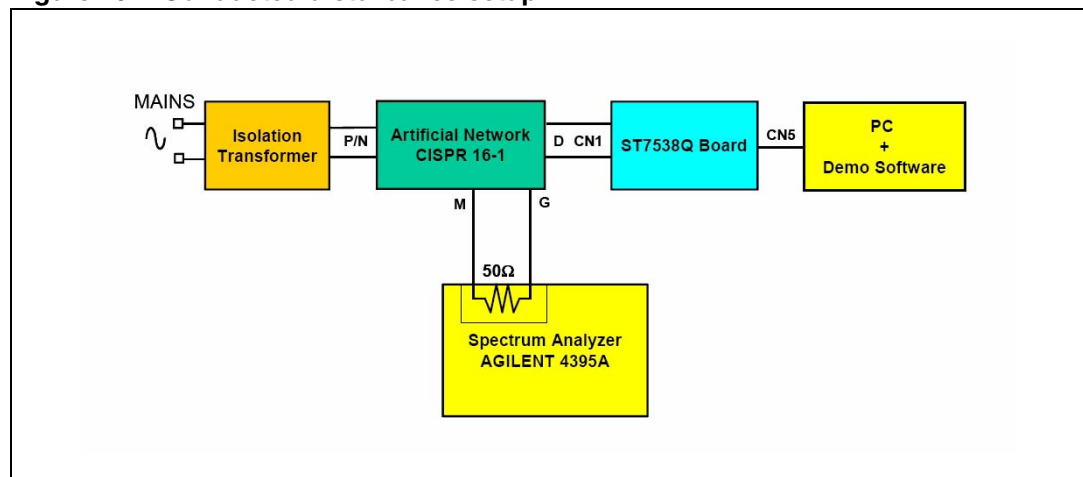 MAINS
Isolation
Transformer
P/N
Artificial Network
CISPR 16-1
D CN1
ST7538Q Board
CN5
PC
+
Demo Software
M
G
50Ω
Spectrum Analyzer
AGILENT 4395A